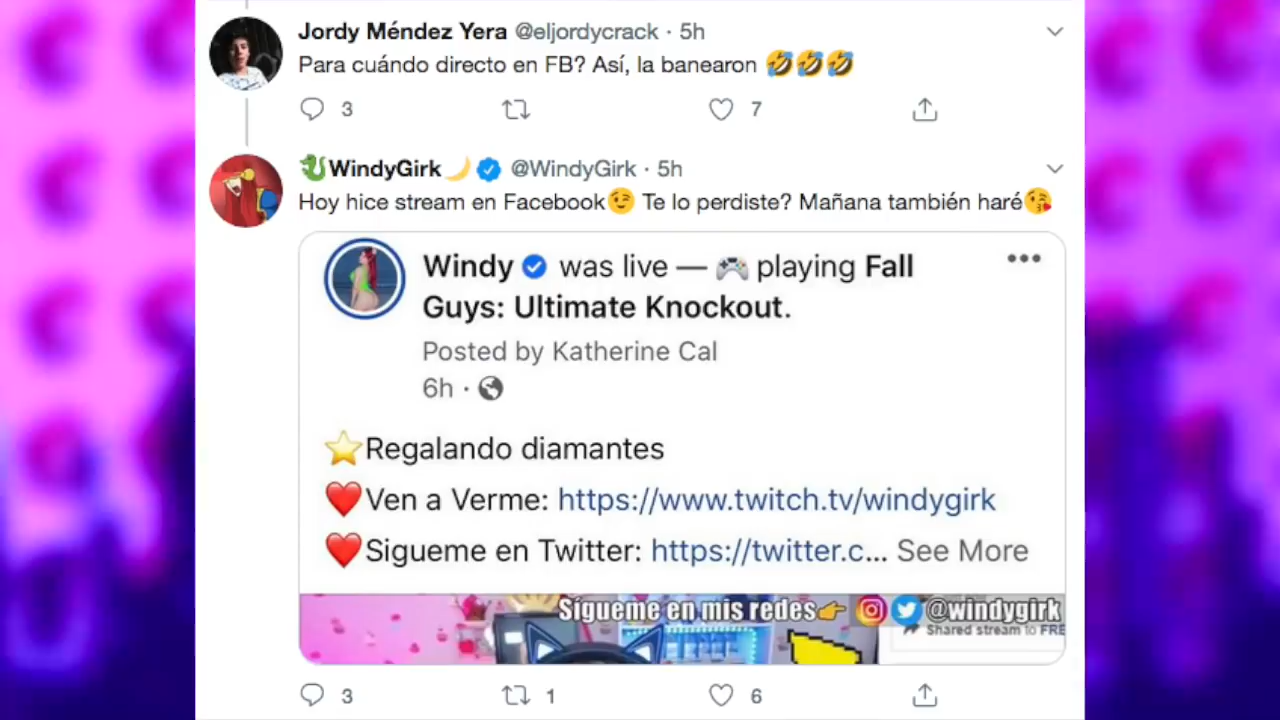 Jordy Méndez Yera @eljordycrack · 5h
Para cuándo directo en FB? Así, la banearon 🤣🤣🤣
3 7
🐉WindyGirk🌙 @WindyGirk · 5h
Hoy hice stream en Facebook😉 Te lo perdiste? Mañana también haré😘
Windy was live — 🎮 playing Fall
Guys: Ultimate Knockout.
Posted by Katherine Cal
6h ·
⭐Regalando diamantes
❤️Ven a Verme: https://www.twitch.tv/windygirk
❤️Sigueme en Twitter: https://twitter.c... See More
Sígueme en mis redes👉 @windygirk
Shared stream to FRE
3 1 6